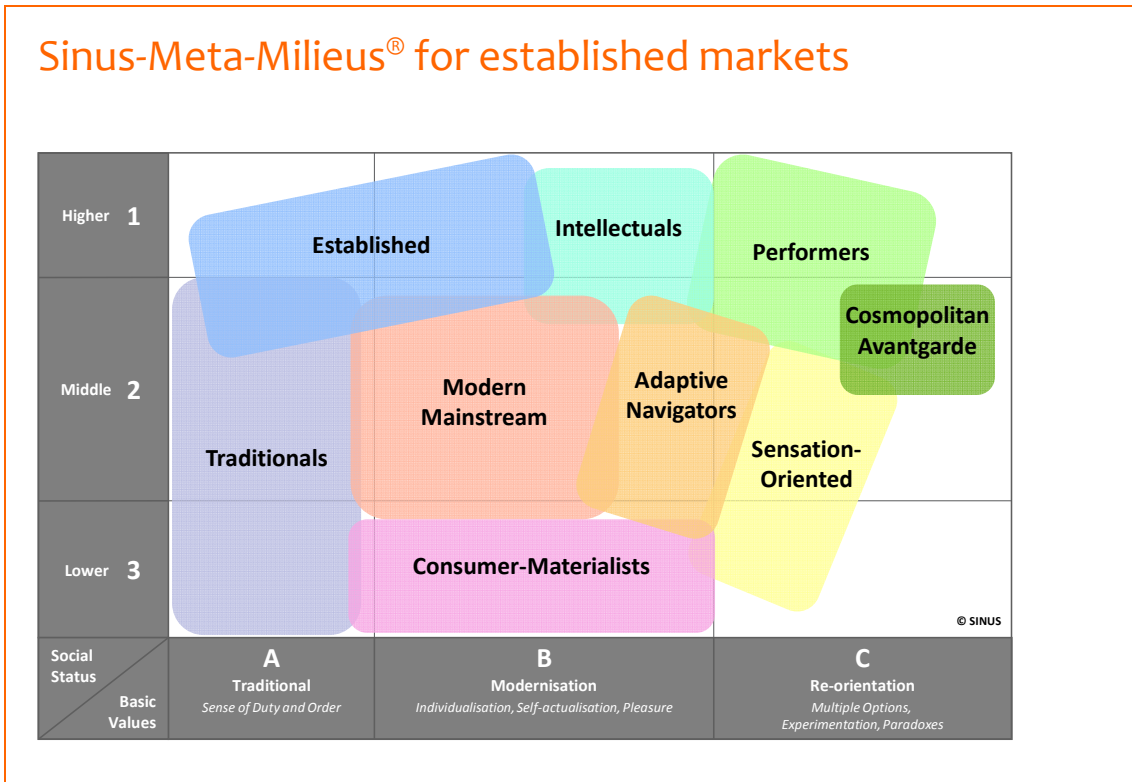 Sinus-Meta-Milieus® for established markets
Higher 1
Established
Intellectuals
Performers
Middle 2
Traditionals
Modern
Mainstream
Adaptive
Navigators
Cosmopolitan
Avantgarde
Sensation-
Oriented
Lower 3
Consumer-Materialists
© SINUS
Social
Status
Basic
Values
A
Traditional
Sense of Duty and Order
B
Modernisation
Individualisation, Self-actualisation, Pleasure
C
Re-orientation
Multiple Options,
Experimentation, Paradoxes